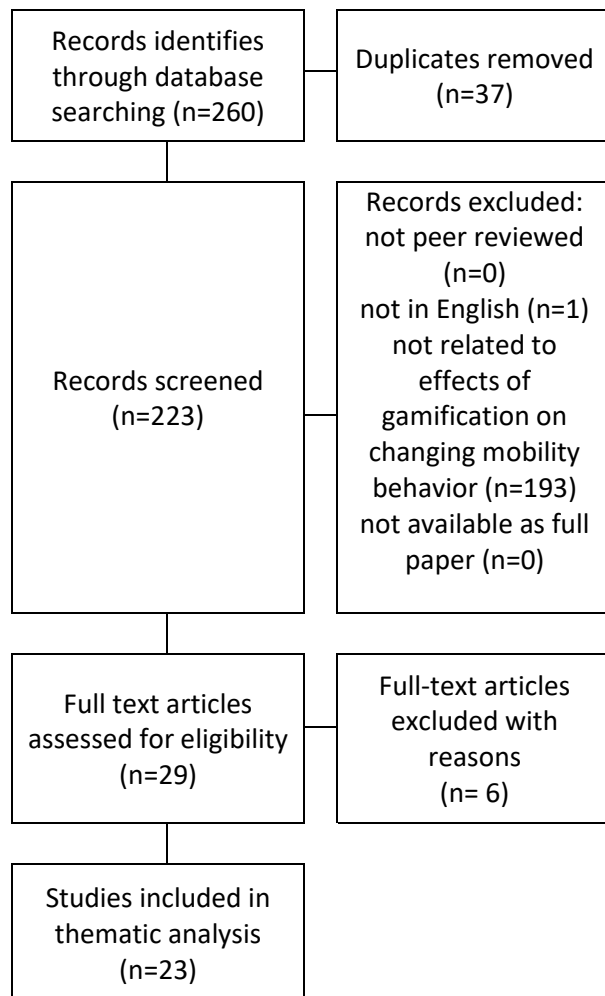 Records identifies
through database
searching (n=260)
Duplicates removed
(n=37)
Records screened
(n=223)
Records excluded:
not peer reviewed
(n=0)
not in English (n=1)
not related to
effects of
gamification on
changing mobility
behavior (n=193)
not available as full
paper (n=0)
Full text articles
assessed for eligibility
(n=29)
Full-text articles
excluded with
reasons
(n= 6)
Studies included in
thematic analysis
(n=23)